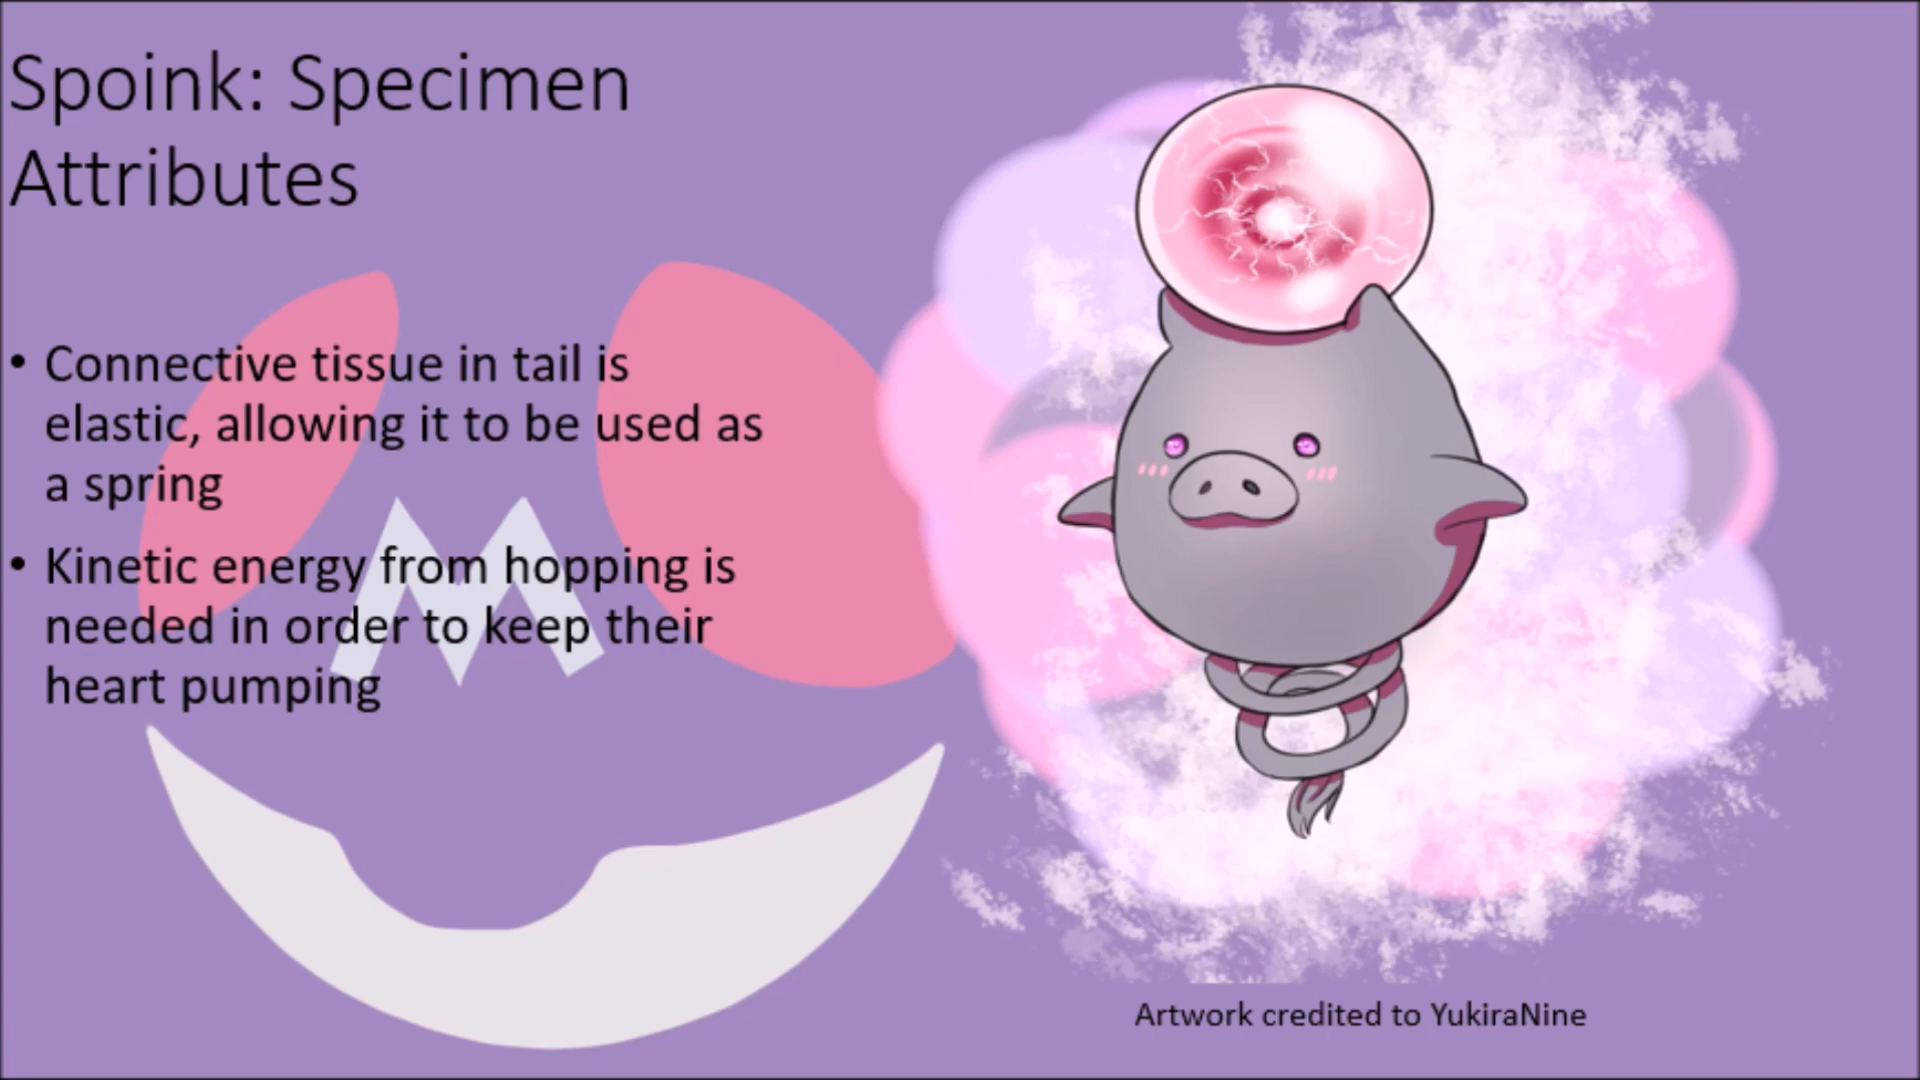 Spoink: Specimen
Attributes
• Connective tissue in tail is
elastic, allowing it to be used as
a spring
• Kinetic energy from hopping is
needed in order to keep their
heart pumping
M
Artwork credited to YukiraNine